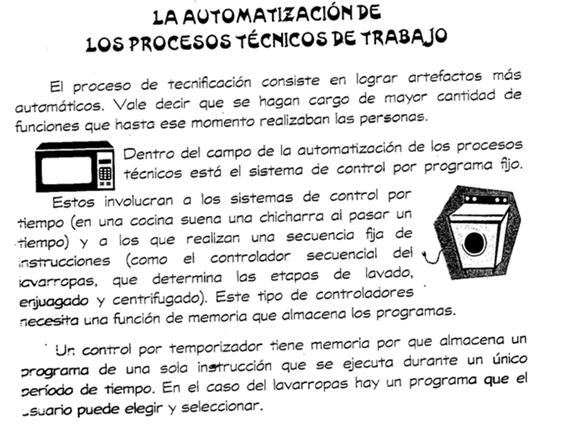 LA AUTOMATIZACIÓN DE
LOS PROCESOS TÉCNICOS DE TRABAJO
El proceso de tecnificación consiste en lograr artefactos más
automáticos. Vale decir que se hagan cargo de mayor cantidad de
funciones que hasta ese momento realizaban las personas.
Dentro del campo de la automatización de los procesos
técnicos está el sistema de control por programa fijo.
Estos involucran a los sistemas de control por
tiempo (en una cocina suena una chicharra al pasar un
tiempo) y a los que realizan una secuencia fija de
instrucciones (como el controlador secuencial del
lavarropas, que determina las etapas de lavado,
enjuagado y centrifugado). Este tipo de controladores
necesita una función de memoria que almacena los programas.
Un control por temporizador tiene memoria por que almacena un
programa de una sola instrucción que se ejecuta durante un único
período de tiempo. En el caso del lavarropas hay un programa que el
usuario puede elegir y seleccionar.